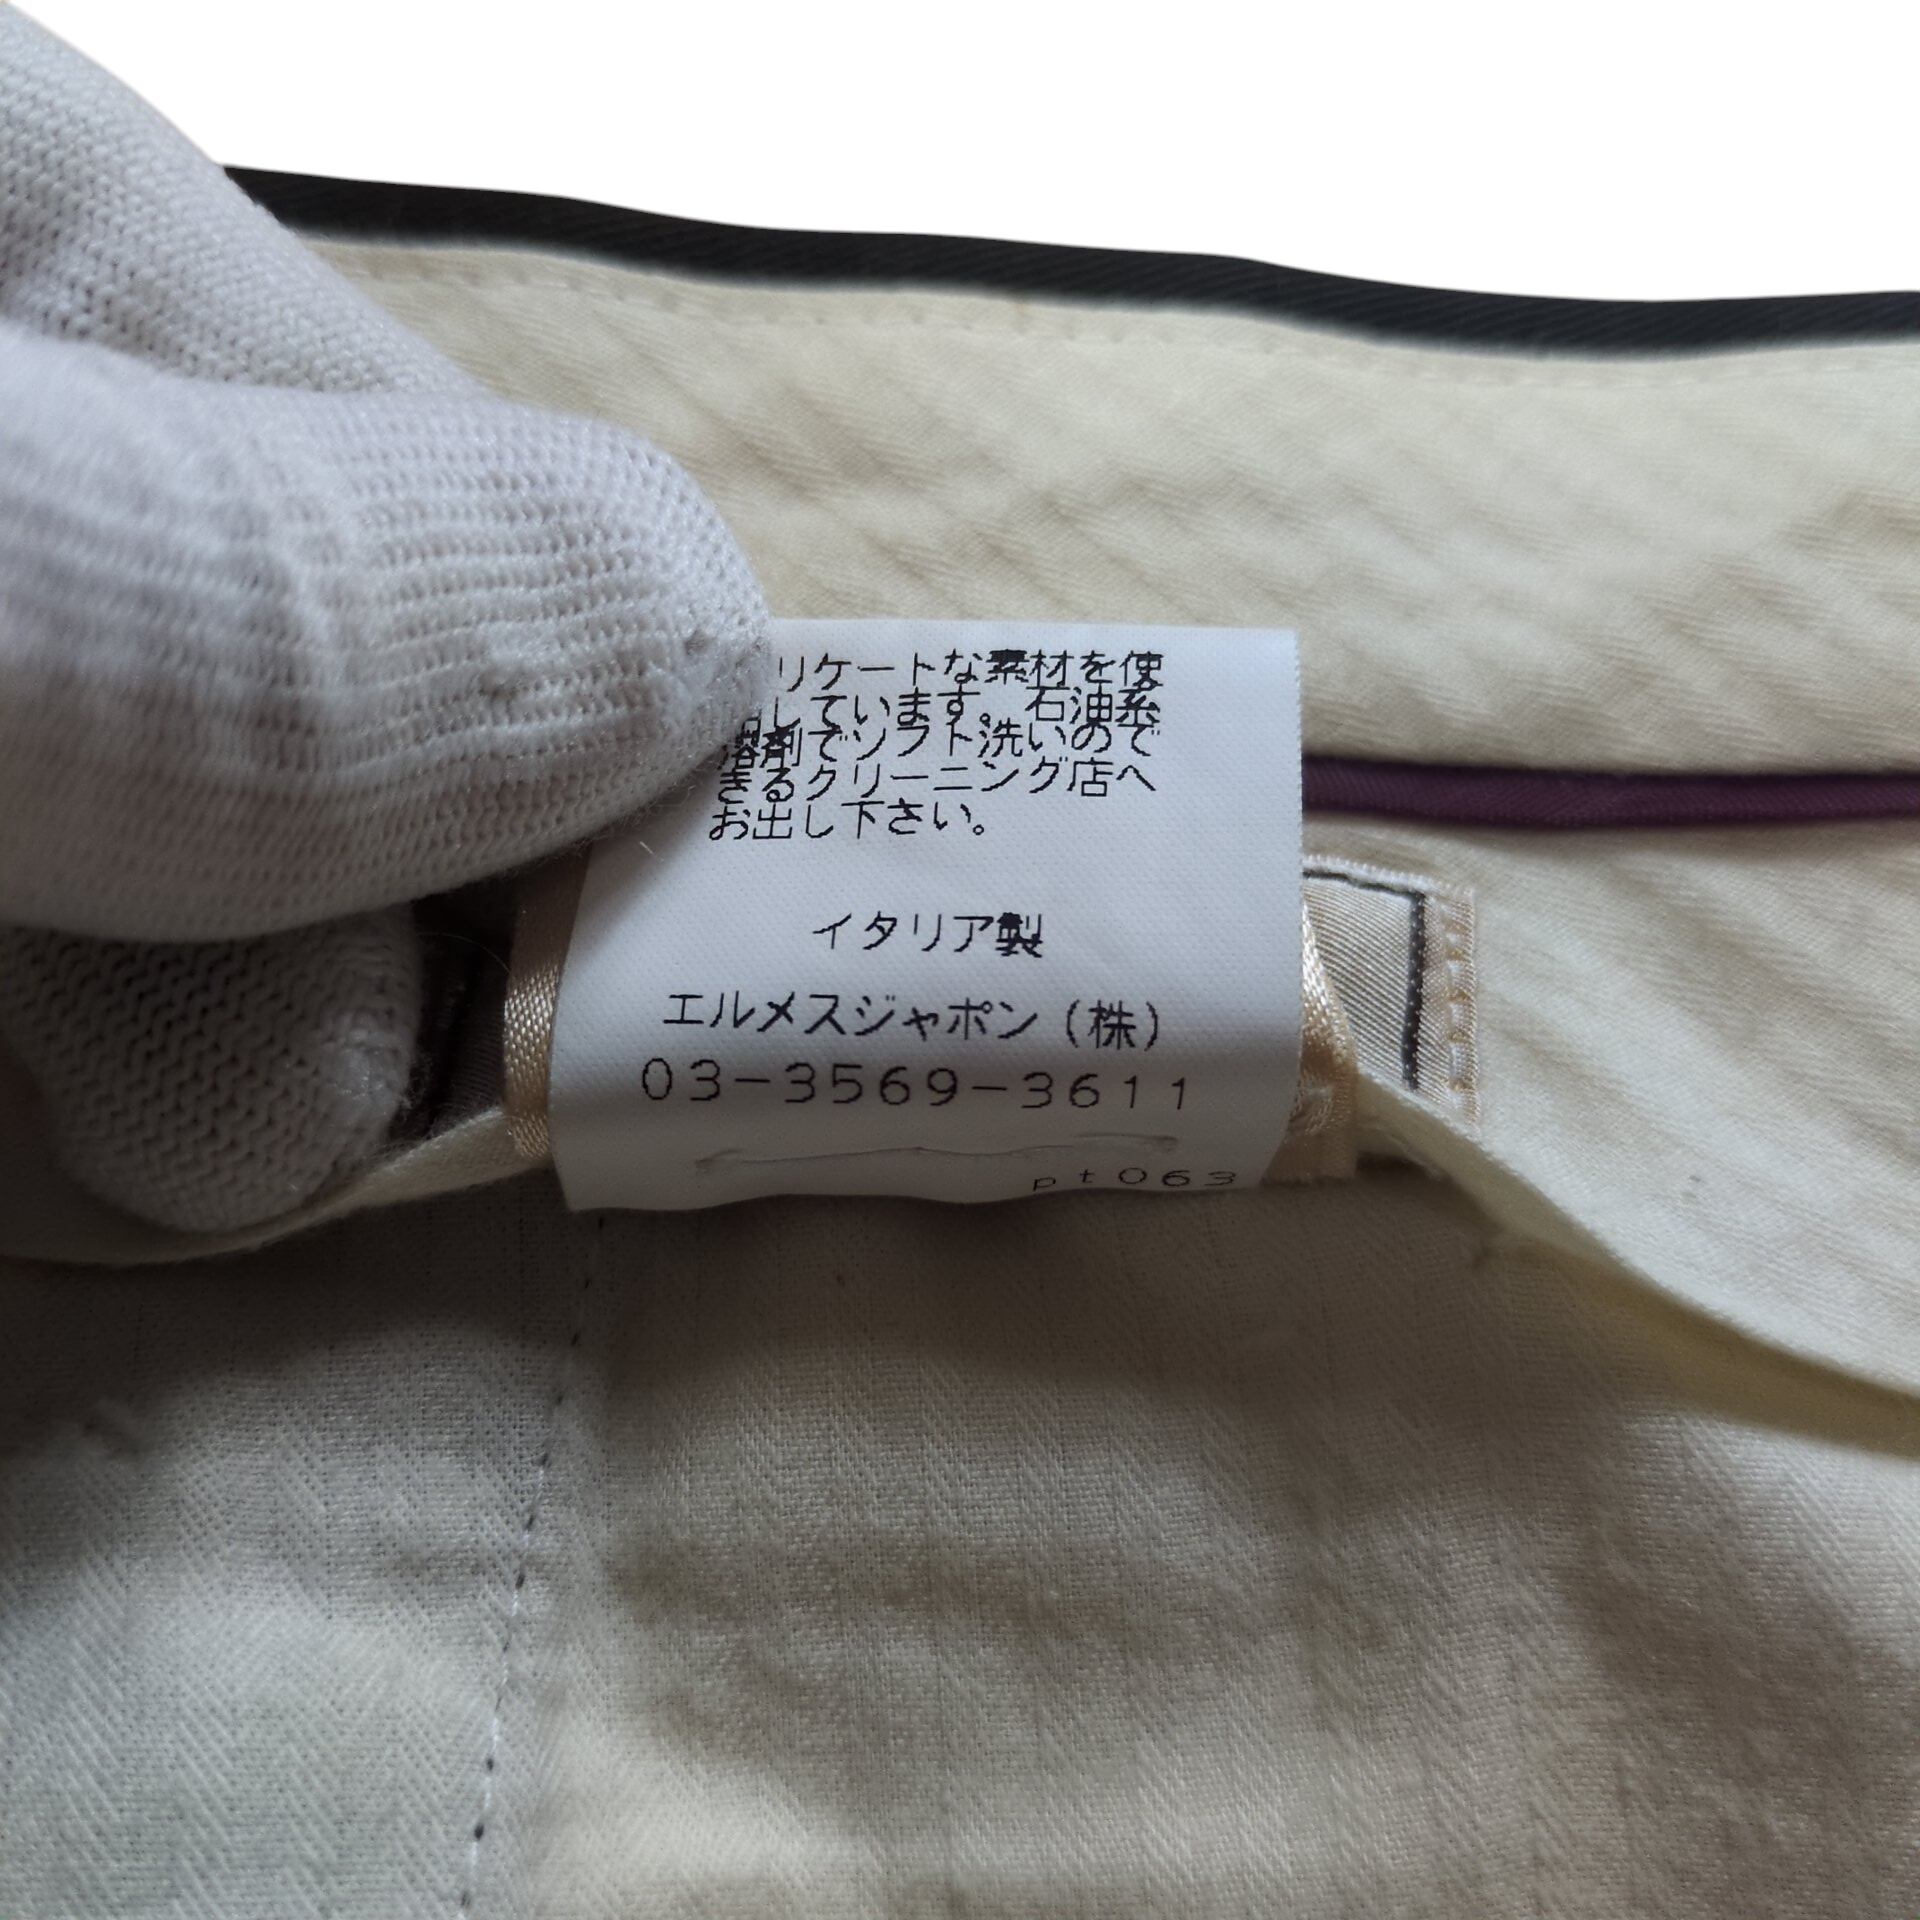 リケートな素材を使
用しています。石油系
溶剤でソフト洗いので
きるクリーニング店へ
お出し下さい。
イタリア製
エルメスジャポン(株)
03-3569-3611
pt063